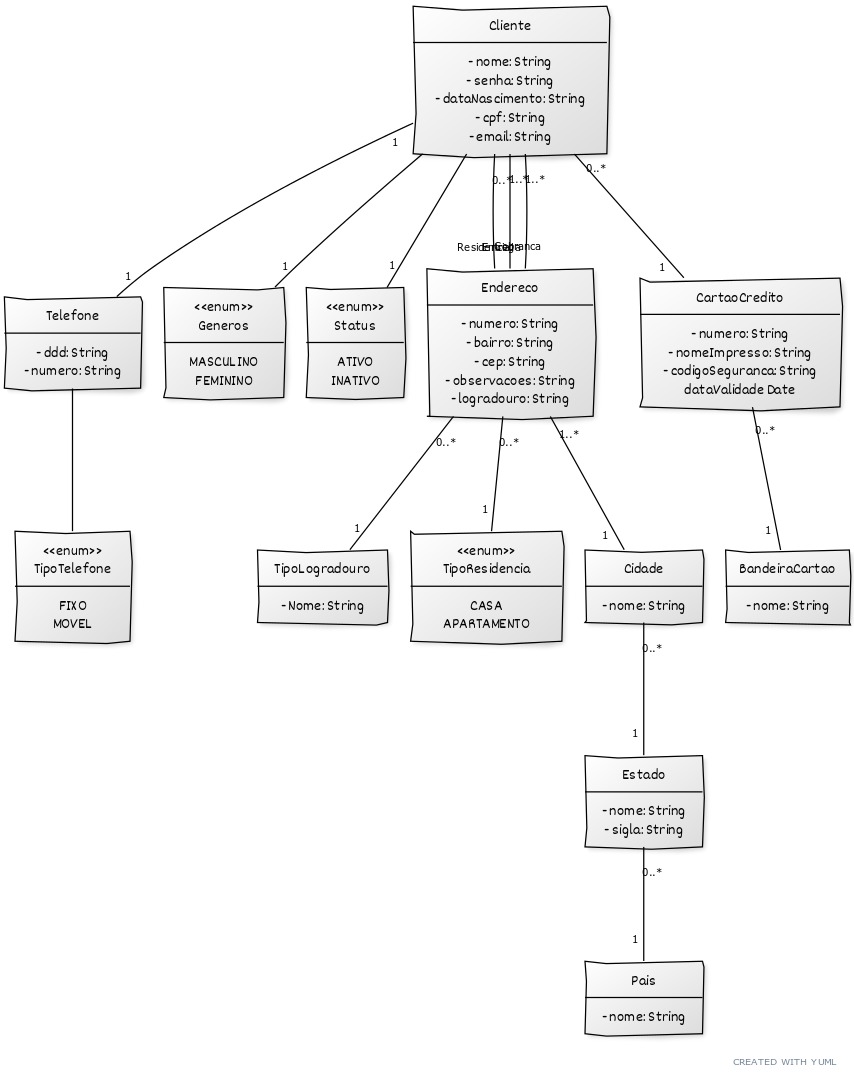 Cliente
- nome: String
- senha: String
- dataNascimento: String
- cpf: String
- email: String
1
0..*
0..*
1..*
1..*
Residencial
Entrega
Cobranca
1
1
1
1
Telefone
- ddd: String
- numero: String
<<enum>>
Generos
MASCULINO
FEMININO
<<enum>>
Status
ATIVO
INATIVO
Endereco
- numero: String
- bairro: String
- cep: String
- observacoes: String
- logradouro: String
CartaoCredito
- numero: String
- nomeImpresso: String
- codigoSeguranca: String
dataValidade Date
0..*
0..*
1..*
0..*
1
1
1
1
<<enum>>
TipoTelefone
FIXO
MOVEL
TipoLogradouro
- Nome: String
<<enum>>
TipoResidencia
CASA
APARTAMENTO
Cidade
- nome: String
BandeiraCartao
- nome: String
0..*
1
Estado
- nome: String
- sigla: String
0..*
1
Pais
- nome: String
CREATED WITH YUML